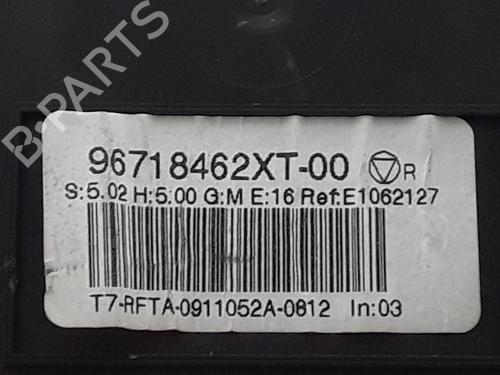 B-PARTS
96718462XT-00 R
S:5.02 H:5.00 G:M E:16 Ref:E1062127
T7-RFTA-0911052A-0812 In:03